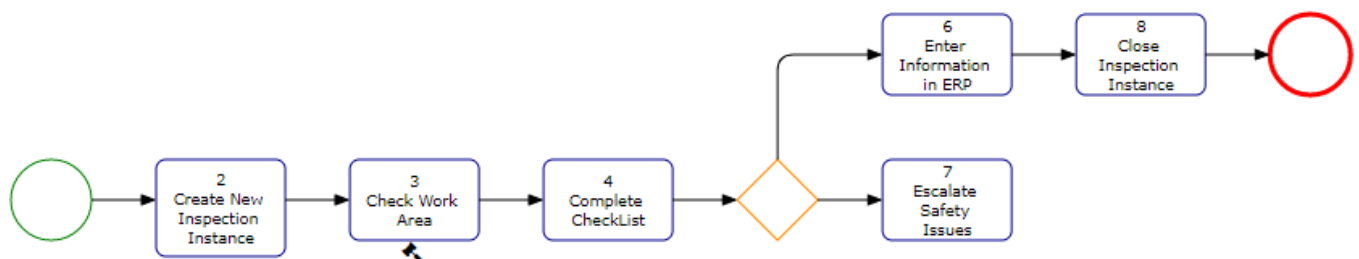 6
Enter
Information
in ERP
8
Close
Inspection
Instance
2
Create New
Inspection
Instance
3
Check Work
Area
4
Complete
CheckList
7
Escalate
Safety
Issues